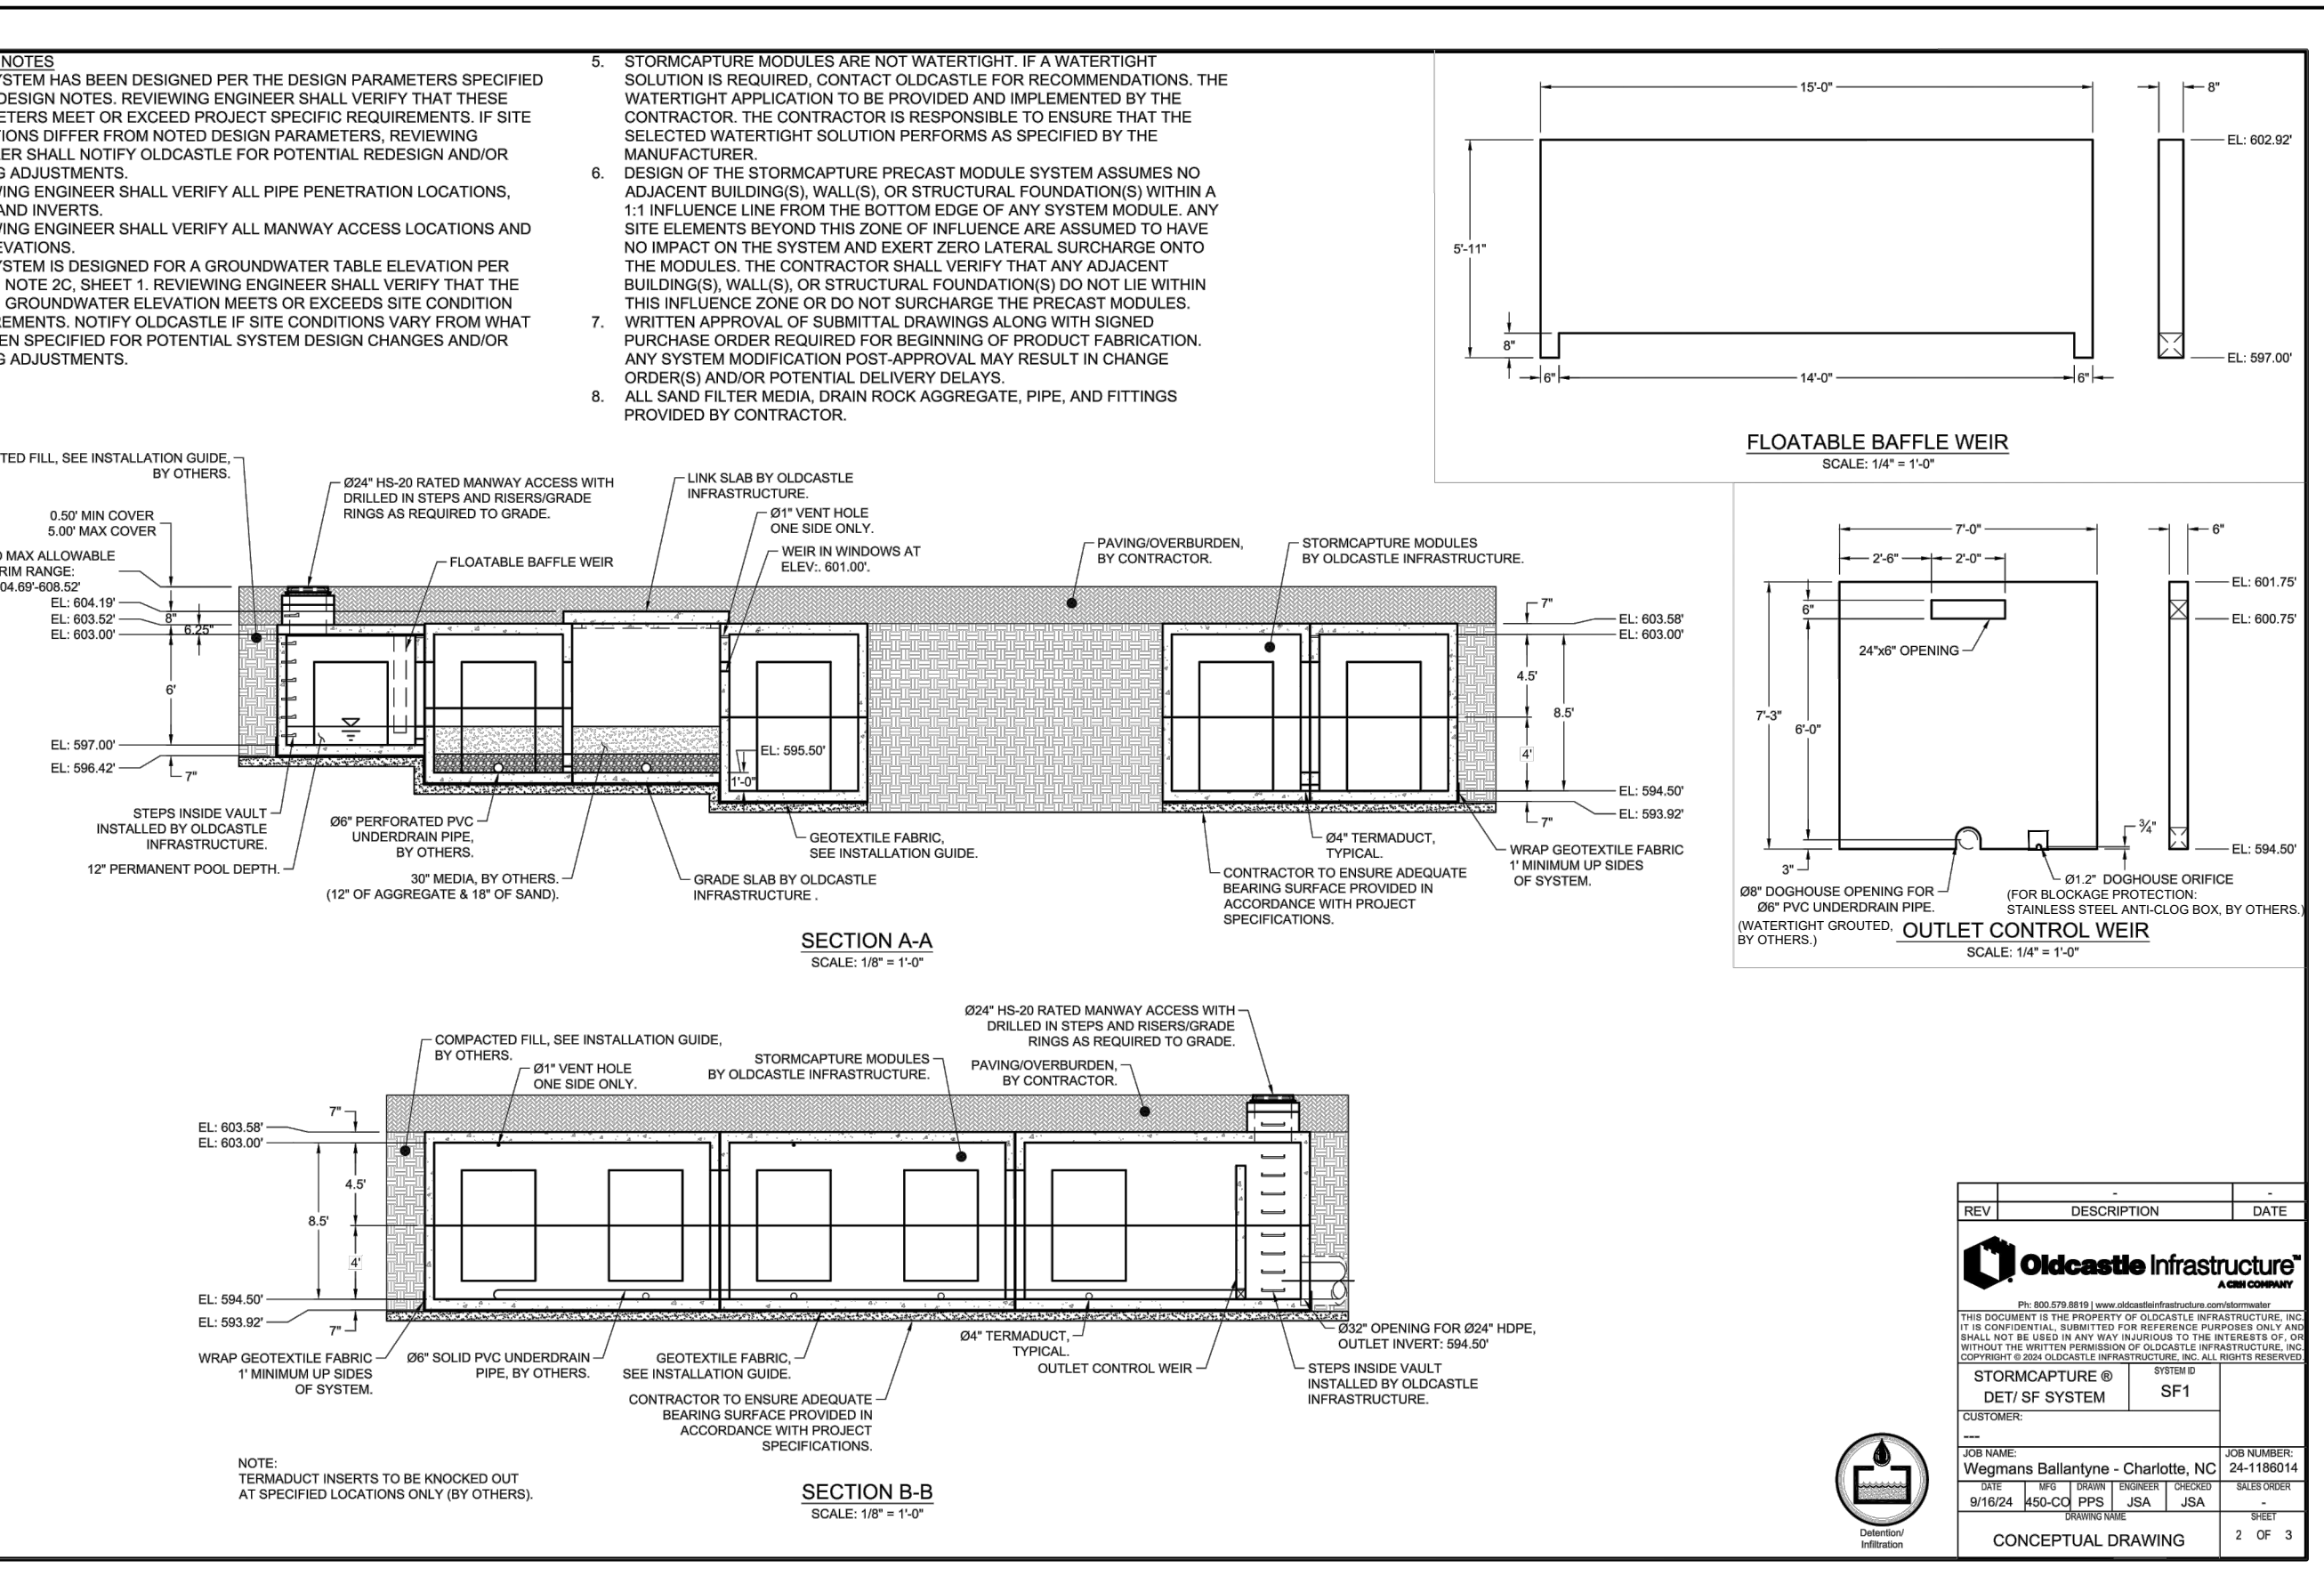 NOTES
YSTEM HAS BEEN DESIGNED PER THE DESIGN PARAMETERS SPECIFIED
DESIGN NOTES. REVIEWING ENGINEER SHALL VERIFY THAT THESE
ETERS MEET OR EXCEED PROJECT SPECIFIC REQUIREMENTS. IF SITE
TIONS DIFFER FROM NOTED DESIGN PARAMETERS, REVIEWING
ER SHALL NOTIFY OLDCASTLE FOR POTENTIAL REDESIGN AND/OR
G ADJUSTMENTS.
WING ENGINEER SHALL VERIFY ALL PIPE PENETRATION LOCATIONS,
AND INVERTS.
WING ENGINEER SHALL VERIFY ALL MANWAY ACCESS LOCATIONS AND
EVATIONS.
YSTEM IS DESIGNED FOR A GROUNDWATER TABLE ELEVATION PER
NOTE 2C, SHEET 1. REVIEWING ENGINEER SHALL VERIFY THAT THE
GROUNDWATER ELEVATION MEETS OR EXCEEDS SITE CONDITION
REMENTS. NOTIFY OLDCASTLE IF SITE CONDITIONS VARY FROM WHAT
EN SPECIFIED FOR POTENTIAL SYSTEM DESIGN CHANGES AND/OR
G ADJUSTMENTS.
5. STORMCAPTURE MODULES ARE NOT WATERTIGHT. IF A WATERTIGHT
SOLUTION IS REQUIRED, CONTACT OLDCASTLE FOR RECOMMENDATIONS. THE
WATERTIGHT APPLICATION TO BE PROVIDED AND IMPLEMENTED BY THE
CONTRACTOR. THE CONTRACTOR IS RESPONSIBLE TO ENSURE THAT THE
SELECTED WATERTIGHT SOLUTION PERFORMS AS SPECIFIED BY THE
MANUFACTURER.
6. DESIGN OF THE STORMCAPTURE PRECAST MODULE SYSTEM ASSUMES NO
ADJACENT BUILDING(S), WALL(S), OR STRUCTURAL FOUNDATION(S) WITHIN A
1:1 INFLUENCE LINE FROM THE BOTTOM EDGE OF ANY SYSTEM MODULE. ANY
SITE ELEMENTS BEYOND THIS ZONE OF INFLUENCE ARE ASSUMED TO HAVE
NO IMPACT ON THE SYSTEM AND EXERT ZERO LATERAL SURCHARGE ONTO
THE MODULES. THE CONTRACTOR SHALL VERIFY THAT ANY ADJACENT
BUILDING(S), WALL(S), OR STRUCTURAL FOUNDATION(S) DO NOT LIE WITHIN
THIS INFLUENCE ZONE OR DO NOT SURCHARGE THE PRECAST MODULES.
7. WRITTEN APPROVAL OF SUBMITTAL DRAWINGS ALONG WITH SIGNED
PURCHASE ORDER REQUIRED FOR BEGINNING OF PRODUCT FABRICATION.
ANY SYSTEM MODIFICATION POST-APPROVAL MAY RESULT IN CHANGE
ORDER(S) AND/OR POTENTIAL DELIVERY DELAYS.
8. ALL SAND FILTER MEDIA, DRAIN ROCK AGGREGATE, PIPE, AND FITTINGS
PROVIDED BY CONTRACTOR.
15'-0"
8"
EL: 602.92'
5'-11"
8"
EL: 597.00'
6"
14'-0"
6"
FLOATABLE BAFFLE WEIR
SCALE: 1/4" = 1'-0"
TED FILL, SEE INSTALLATION GUIDE,
BY OTHERS.
Ø24" HS-20 RATED MANWAY ACCESS WITH
DRILLED IN STEPS AND RISERS/GRADE
RINGS AS REQUIRED TO GRADE.
LINK SLAB BY OLDCASTLE
INFRASTRUCTURE.
Ø1" VENT HOLE
ONE SIDE ONLY.
WEIR IN WINDOWS AT
ELEV:. 601.00'.
FLOATABLE BAFFLE WEIR
PAVING/OVERBURDEN,
BY CONTRACTOR.
STORMCAPTURE MODULES
BY OLDCASTLE INFRASTRUCTURE.
0.50' MIN COVER
5.00' MAX COVER
MAX ALLOWABLE
RIM RANGE:
04.69'-608.52'
EL: 604.19'
EL: 603.52'
EL: 603.00'
8"
6.25"
6'
EL: 597.00'
EL: 596.42'
7"
EL: 595.50'
1'-0"
7"
EL: 603.58'
EL: 603.00'
4.5'
8.5'
4'
EL: 594.50'
EL: 593.92'
7"
STEPS INSIDE VAULT
INSTALLED BY OLDCASTLE
INFRASTRUCTURE.
12" PERMANENT POOL DEPTH.
Ø6" PERFORATED PVC
UNDERDRAIN PIPE,
BY OTHERS.
30" MEDIA, BY OTHERS.
(12" OF AGGREGATE & 18" OF SAND).
GRADE SLAB BY OLDCASTLE
INFRASTRUCTURE .
GEOTEXTILE FABRIC,
SEE INSTALLATION GUIDE.
Ø4" TERMADUCT,
TYPICAL.
CONTRACTOR TO ENSURE ADEQUATE
BEARING SURFACE PROVIDED IN
ACCORDANCE WITH PROJECT
SPECIFICATIONS.
WRAP GEOTEXTILE FABRIC
1' MINIMUM UP SIDES
OF SYSTEM.
SECTION A-A
SCALE: 1/8" = 1'-0"
7'-0"
6"
2'-6"
2'-0"
EL: 601.75'
6"
EL: 600.75'
24"x6" OPENING
7'-3"
6'-0"
3/4"
EL: 594.50'
3"
Ø8" DOGHOUSE OPENING FOR
Ø6" PVC UNDERDRAIN PIPE.
(WATERTIGHT GROUTED,
BY OTHERS.)
Ø1.2" DOGHOUSE ORIFICE
(FOR BLOCKAGE PROTECTION:
STAINLESS STEEL ANTI-CLOG BOX, BY OTHERS.)
OUTLET CONTROL WEIR
SCALE: 1/4" = 1'-0"
COMPACTED FILL, SEE INSTALLATION GUIDE,
BY OTHERS.
Ø1" VENT HOLE
ONE SIDE ONLY.
STORMCAPTURE MODULES
BY OLDCASTLE INFRASTRUCTURE.
Ø24" HS-20 RATED MANWAY ACCESS WITH
DRILLED IN STEPS AND RISERS/GRADE
RINGS AS REQUIRED TO GRADE.
PAVING/OVERBURDEN,
BY CONTRACTOR.
7"
EL: 603.58'
EL: 603.00'
4.5'
8.5'
4'
EL: 594.50'
EL: 593.92'
7"
WRAP GEOTEXTILE FABRIC
1' MINIMUM UP SIDES
OF SYSTEM.
Ø6" SOLID PVC UNDERDRAIN
PIPE, BY OTHERS.
GEOTEXTILE FABRIC,
SEE INSTALLATION GUIDE.
CONTRACTOR TO ENSURE ADEQUATE
BEARING SURFACE PROVIDED IN
ACCORDANCE WITH PROJECT
SPECIFICATIONS.
Ø4" TERMADUCT,
TYPICAL.
OUTLET CONTROL WEIR
Ø32" OPENING FOR Ø24" HDPE,
OUTLET INVERT: 594.50'
STEPS INSIDE VAULT
INSTALLED BY OLDCASTLE
INFRASTRUCTURE.
NOTE:
TERMADUCT INSERTS TO BE KNOCKED OUT
AT SPECIFIED LOCATIONS ONLY (BY OTHERS).
SECTION B-B
SCALE: 1/8" = 1'-0"
Detention/
Infiltration
- -
REV DESCRIPTION DATE
Oldcastle Infrastructure™
A CRH COMPANY
Ph: 800.579.8819 | www.oldcastleinfrastructure.com/stormwater
THIS DOCUMENT IS THE PROPERTY OF OLDCASTLE INFRASTRUCTURE, INC.
IT IS CONFIDENTIAL, SUBMITTED FOR REFERENCE PURPOSES ONLY AND
SHALL NOT BE USED IN ANY WAY INJURIOUS TO THE INTERESTS OF, OR
WITHOUT THE WRITTEN PERMISSION OF OLDCASTLE INFRASTRUCTURE, INC.
COPYRIGHT © 2024 OLDCASTLE INFRASTRUCTURE, INC. ALL RIGHTS RESERVED.
STORMCAPTURE ®
DET/ SF SYSTEM
SYSTEM ID
SF1
CUSTOMER:
---
JOB NAME:
Wegmans Ballantyne - Charlotte, NC
JOB NUMBER:
24-1186014
DATE MFG DRAWN ENGINEER CHECKED SALES ORDER
9/16/24 450-CO PPS JSA JSA -
DRAWING NAME
CONCEPTUAL DRAWING
SHEET
2 OF 3